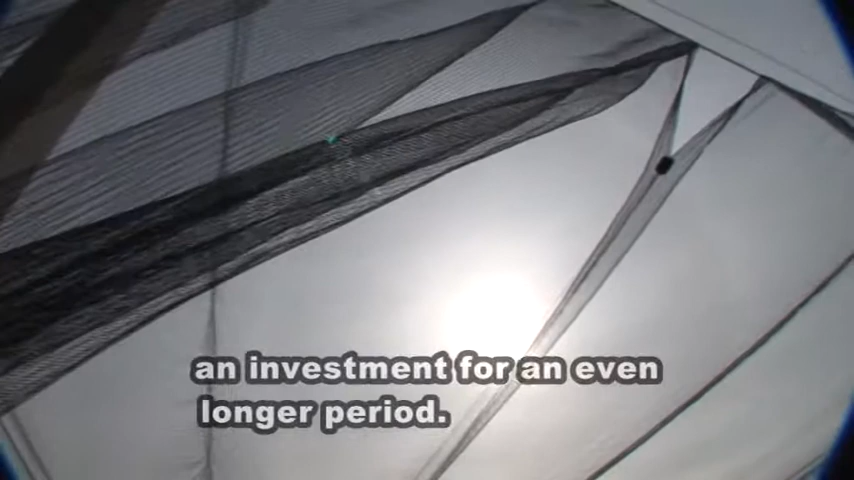 an investment for an even
longer period.